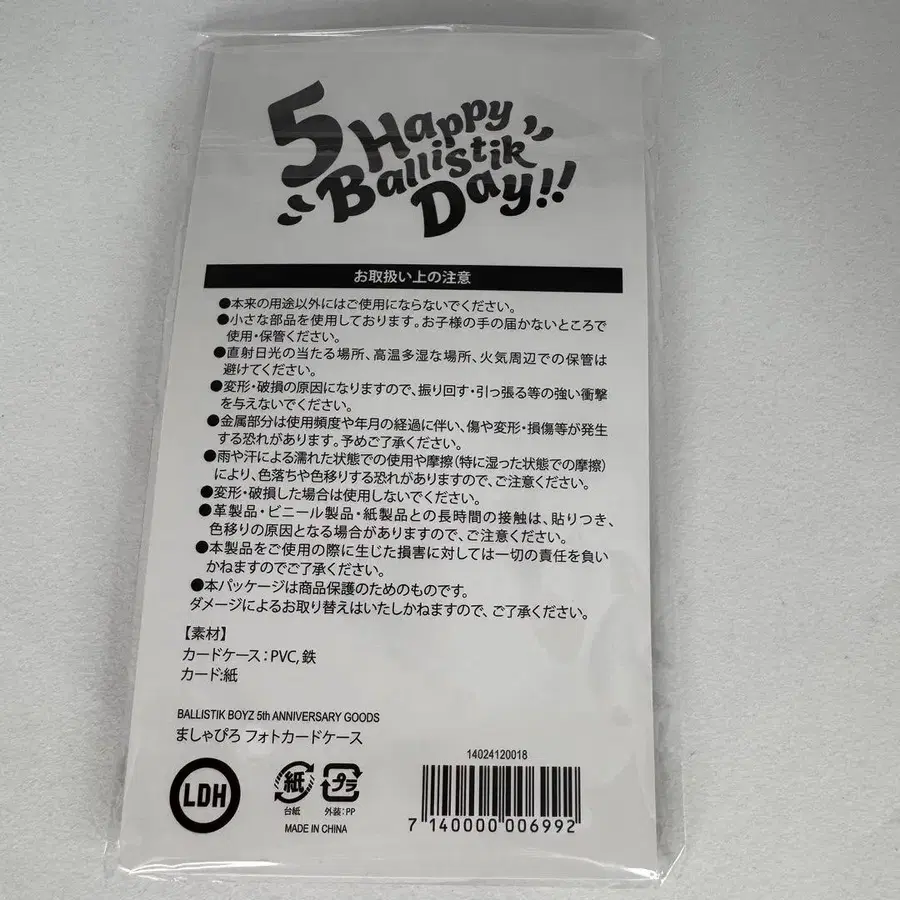 5 Happy
Ballistik
Day!!
お取扱い上の注意
●本来の用途以外にはご使用にならないでください。
●小さな部品を使用しております。お子様の手の届かないところで
使用・保管ください。
●直射日光の当たる場所、高温多湿な場所、火気周辺での保管は
避けてください。
●変形・破損の原因になりますので、振り回す・引っ張る等の強い衝撃
を与えないでください。
●金属部分は使用頻度や年月の経過に伴い、傷や変形・損傷等が発生
する恐れがあります。予めご了承ください。
●雨や汗による濡れた状態での使用や摩擦(特に湿った状態での摩擦)
により、色落ちや色移りする恐れがありますので、ご注意ください。
●変形・破損した場合は使用しないでください。
●革製品・ビニール製品・紙製品との長時間の接触は、貼りつき、
色移りの原因となる場合がありますので、ご注意ください。
●本製品をご使用の際に生じた損害に対しては一切の責任を負い
かねますのでご了承ください。
●本パッケージは商品保護のためのものです。
ダメージによるお取り替えはいたしかねますので、ご了承ください。
【素材】
カードケース：PVC, 鉄
カード:紙
BALLISTIK BOYZ 5th ANNIVERSARY GOODS
ましゃぴろ フォトカードケース
LDH
紙
台紙
プラ
外装：PP
MADE IN CHINA
14024120018
7 140000 006992